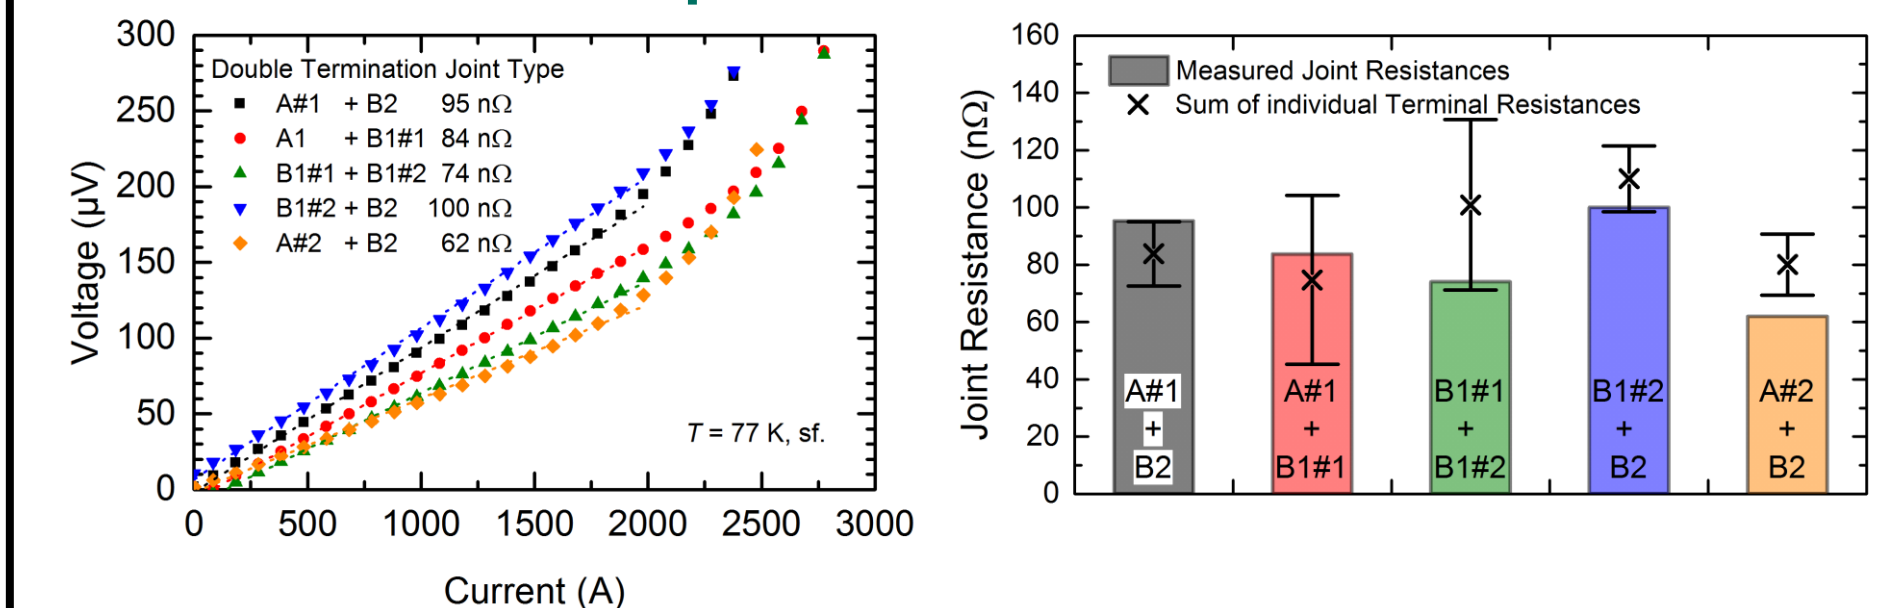 300
250
200
150
100
50
0
Voltage (µV)
Double Termination Joint Type
A#1 + B2 95 nΩ
A1 + B1#1 84 nΩ
B1#1 + B1#2 74 nΩ
B1#2 + B2 100 nΩ
A#2 + B2 62 nΩ
T = 77 K, sf.
0 500 1000 1500 2000 2500 3000
Current (A)
160
140
120
100
80
60
40
20
0
Joint Resistance (nΩ)
Measured Joint Resistances
Sum of individual Terminal Resistances
A#1
+
B2
A#1
+
B1#1
B1#1
+
B1#2
B1#2
+
B2
A#2
+
B2